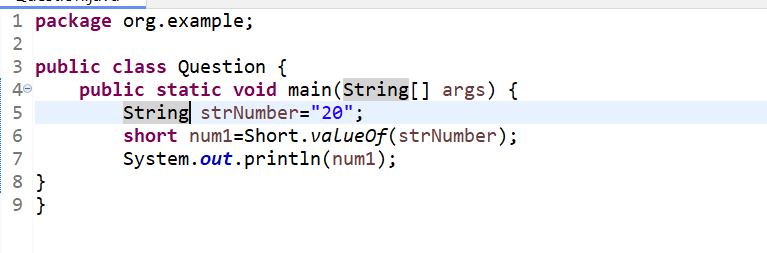 1 package org.example;
2
3 public class Question {
4 public static void main(String[] args) {
5 String strNumber="20";
6 short num1=Short.valueOf(strNumber);
7 System.out.println(num1);
8 }
9 }